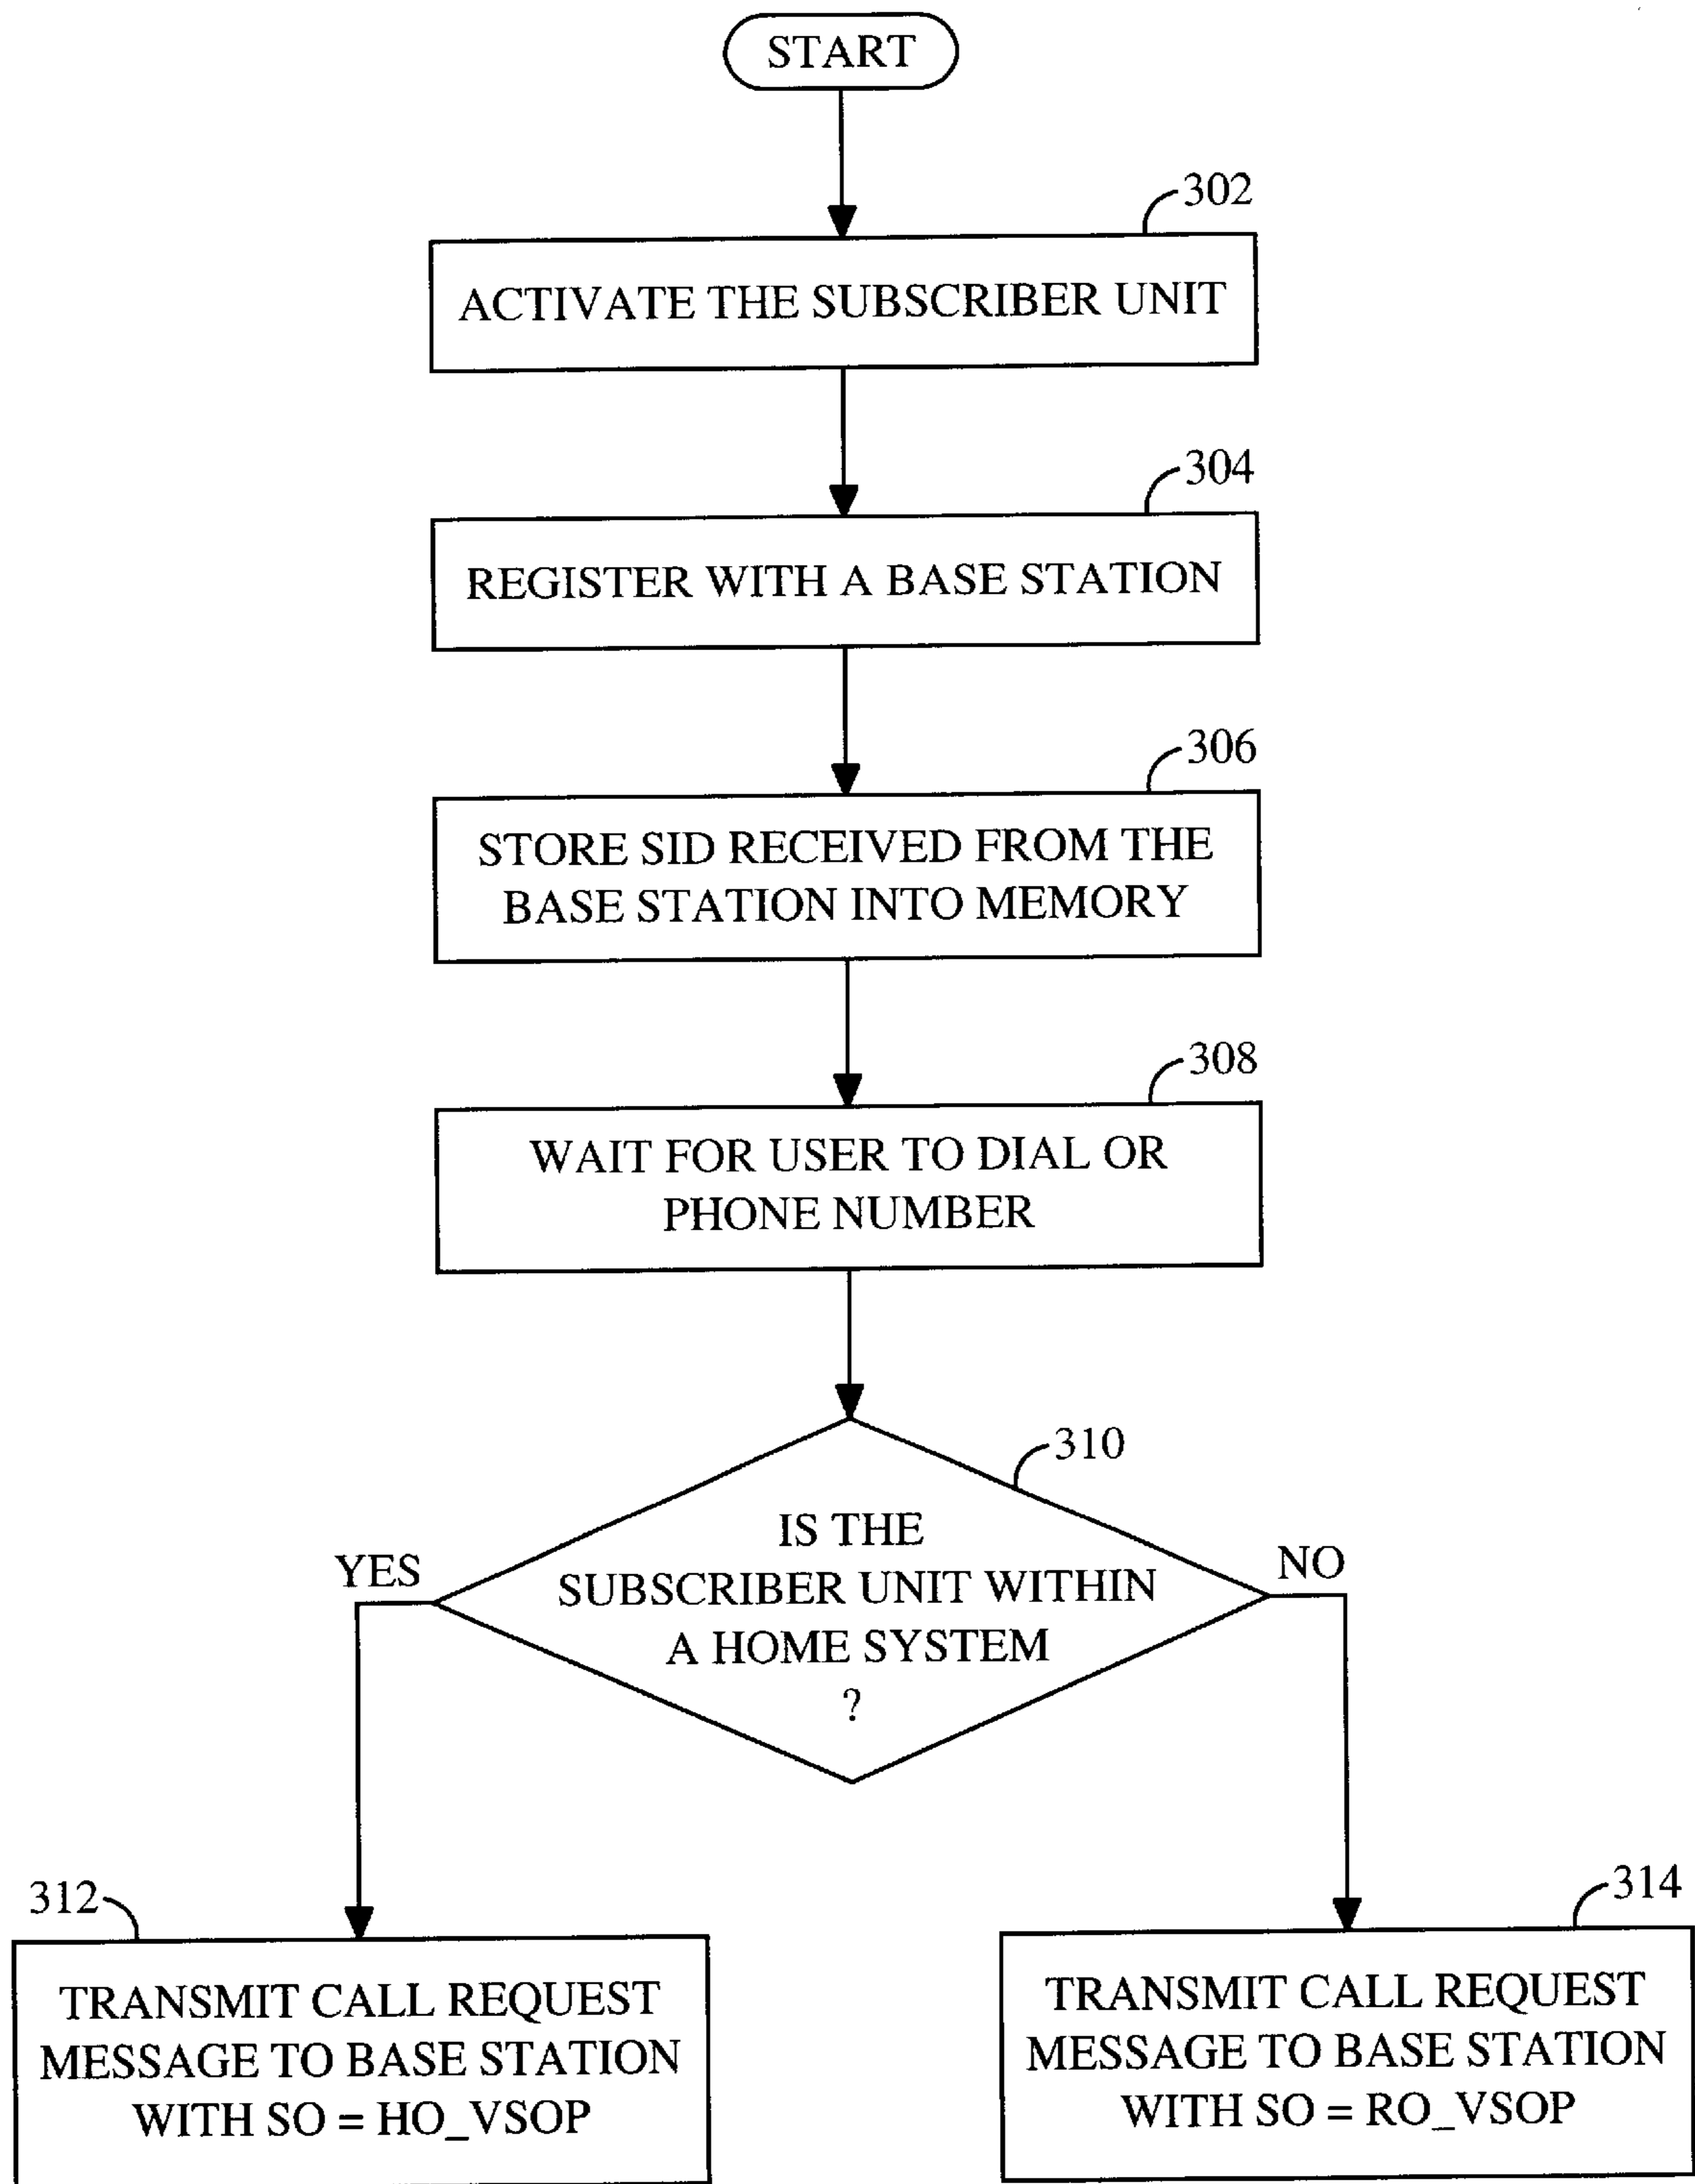 START
302
ACTIVATE THE SUBSCRIBER UNIT
304
REGISTER WITH A BASE STATION
306
STORE SID RECEIVED FROM THE
BASE STATION INTO MEMORY
308
WAIT FOR USER TO DIAL OR
PHONE NUMBER
310
IS THE
SUBSCRIBER UNIT WITHIN
A HOME SYSTEM
?
YES
NO
312
TRANSMIT CALL REQUEST
MESSAGE TO BASE STATION
WITH SO = HO_VSOP
314
TRANSMIT CALL REQUEST
MESSAGE TO BASE STATION
WITH SO = RO_VSOP